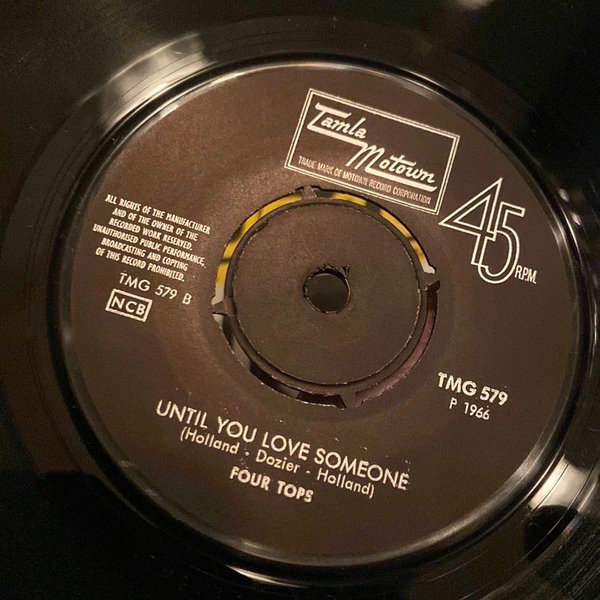 Tamla
Motown
TRADE MARK OF MOTOWN RECORD CORPORATION
45
R.P.M.
ALL RIGHTS OF THE MANUFACTURER
AND OF THE OWNER OF THE
RECORDED WORK RESERVED.
UNAUTHORISED PUBLIC PERFORMANCE,
BROADCASTING AND COPYING
OF THIS RECORD PROHIBITED.
TMG 579 B
NCB
TMG 579
P 1966
UNTIL YOU LOVE SOMEONE
(Holland - Dozier - Holland)
FOUR TOPS